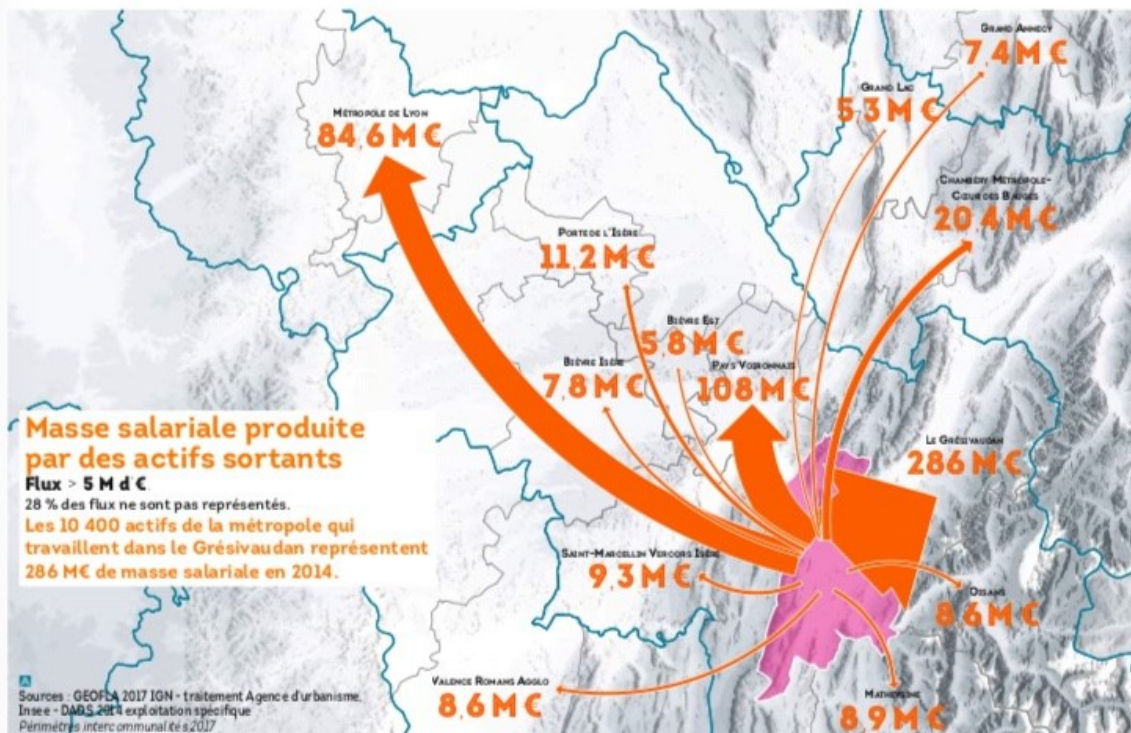 GRAND ANNECY
7,4 M €
GRAND LAC
5,3 M €
MÉTROPOLE DE LYON
84,6 M €
CHAMBÉRY MÉTROPOLE-
CŒUR DES BAUGES
20,4 M €
PORTE DE L'ISÈRE
11,2 M €
BIÈVRE EST
5,8 M €
BIÈVRE ISÈRE
7,8 M €
PAYS VOIRONNAIS
108 M €
LE GRÉSIVAUDAN
286 M €
Masse salariale produite
par des actifs sortants
Flux > 5 M d'€.
28 % des flux ne sont pas représentés.
Les 10 400 actifs de la métropole qui
travaillent dans le Grésivaudan représentent
286 M€ de masse salariale en 2014.
SAINT-MARCELLIN VERCORS ISÈRE
9,3 M €
OISANS
8,6 M €
VALENCE ROMANS AGGLO
8,6 M €
MATHEYSINE
8,9 M €
Sources : GEOFLA 2017 IGN - traitement Agence d'urbanisme,
Insee - DADS 2014 exploitation spécifique
Périmètres intercommunalités 2017